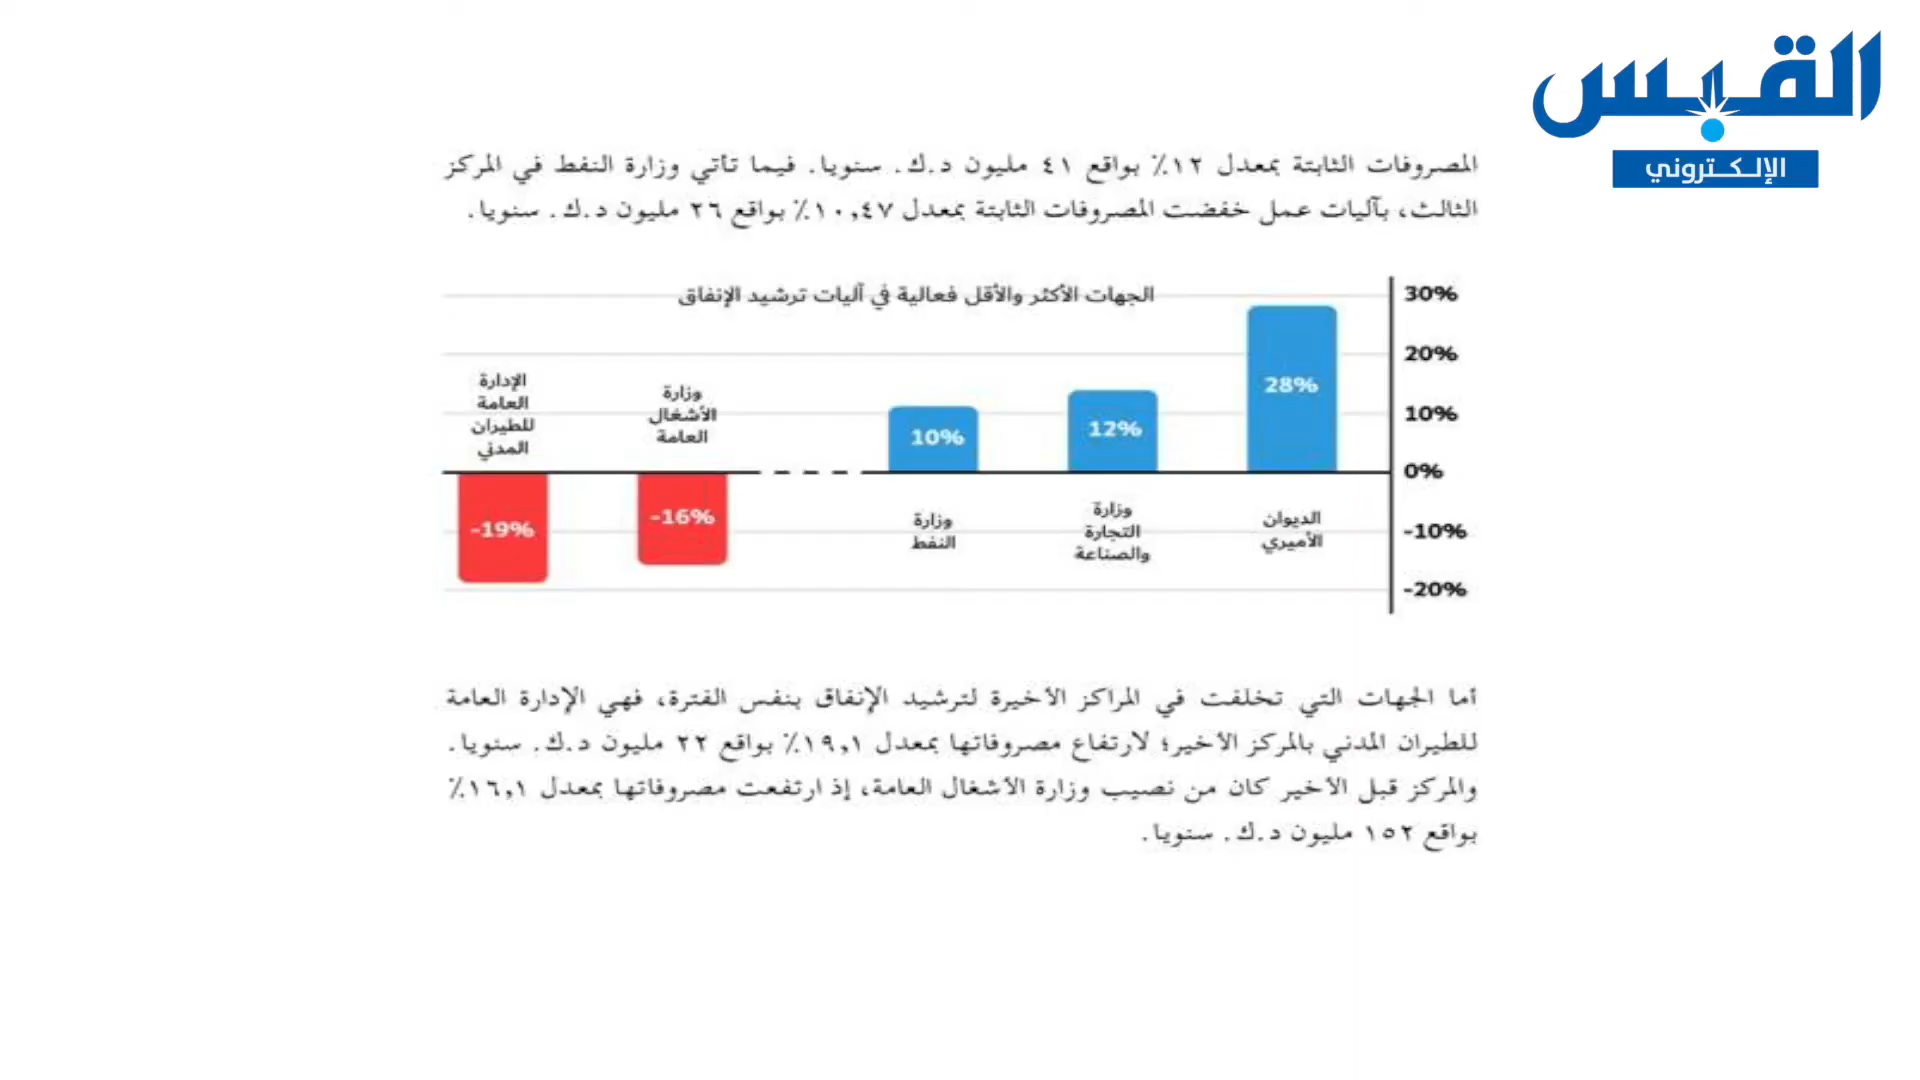 القبس
الإلكتروني
المصروفات الثابتة بمعدل ١٢٪ بواقع ٤١ مليون د.ك. سنويا. فيما تأتي وزارة النفط في المركز
الثالث، بآليات عمل خفضت المصروفات الثابتة بمعدل ١٠,٤٧٪ بواقع ٢٦ مليون د.ك. سنويا.
الجهات الأكثر والأقل فعالية في آليات ترشيد الإنفاق
30%
20%
10%
0%
-10%
-20%
28%
الديوان
الأميري
12%
وزارة
التجارة
والصناعة
10%
وزارة
النفط
وزارة
الأشغال
العامة
-16%
الإدارة
العامة
للطيران
المدني
-19%
أما الجهات التي تخلفت في المراكز الأخيرة لترشيد الإنفاق بنفس الفترة، فهي الإدارة العامة
للطيران المدني بالمركز الأخير؛ لارتفاع مصروفاتها بمعدل ١٩,١٪ بواقع ٢٢ مليون د.ك. سنويا.
والمركز قبل الأخير كان من نصيب وزارة الأشغال العامة، إذ ارتفعت مصروفاتها بمعدل ١٦,١٪
بواقع ١٥٢ مليون د.ك. سنويا.